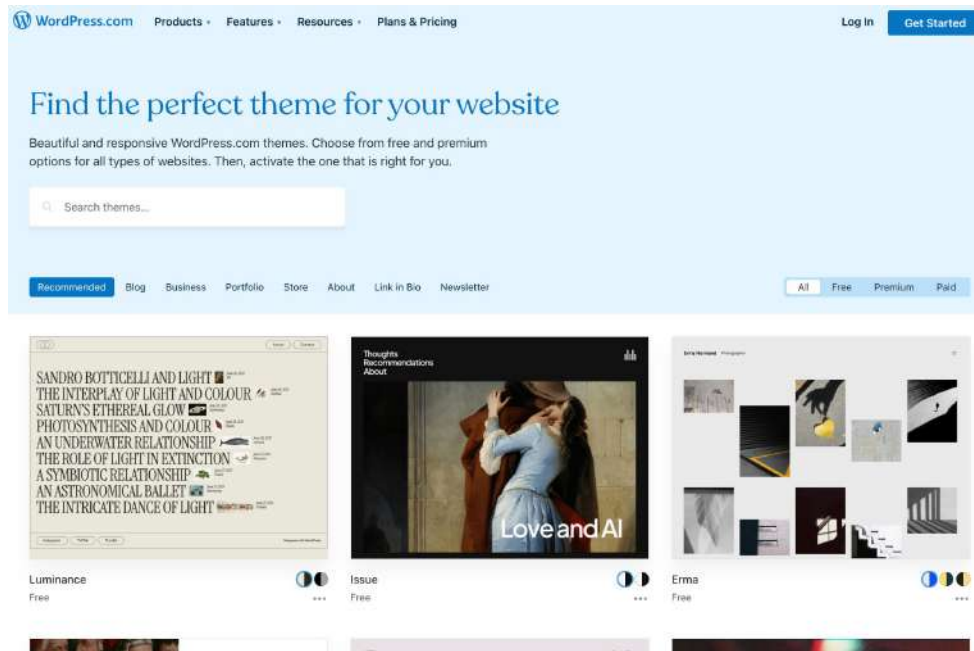 WordPress.com Products Features Resources Plans & Pricing Log In Get Started
Find the perfect theme for your website
Beautiful and responsive WordPress.com themes. Choose from free and premium
options for all types of websites. Then, activate the one that is right for you.
Search themes...
Recommended Blog Business Portfolio Store About Link in Bio Newsletter All Free Premium Paid
SANDRO BOTTICELLI AND LIGHT
THE INTERPLAY OF LIGHT AND COLOUR
SATURN'S ETHEREAL GLOW
PHOTOSYNTHESIS AND COLOUR
AN UNDERWATER RELATIONSHIP
THE ROLE OF LIGHT IN EXTINCTION
A SYMBIOTIC RELATIONSHIP
AN ASTRONOMICAL BALLET
THE INTRICATE DANCE OF LIGHT
Thoughts
Recommendations
About
Love and AI
Luminance
Free
Issue
Free
Erma
Free